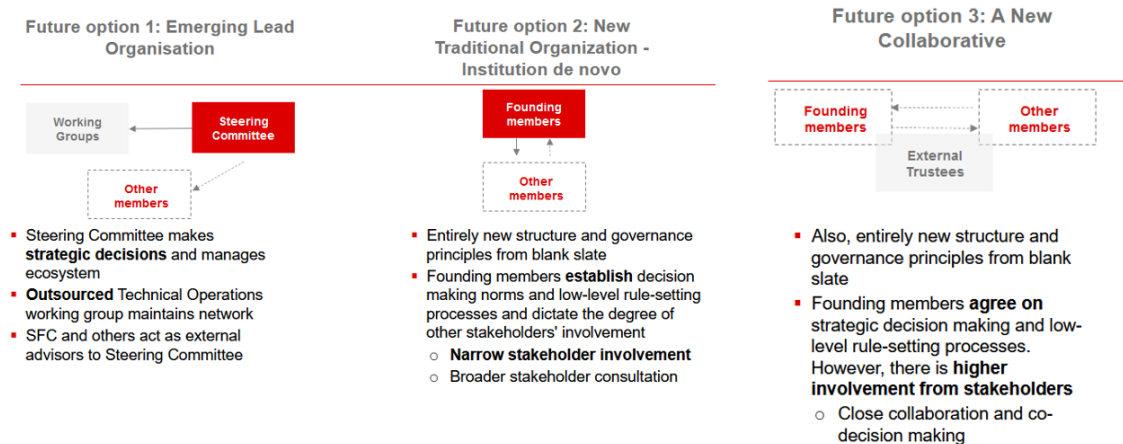 Future option 1: Emerging Lead
Organisation
Working
Groups
Steering
Committee
Other
members
▪ Steering Committee makes
strategic decisions and manages
ecosystem
▪ Outsourced Technical Operations
working group maintains network
▪ SFC and others act as external
advisors to Steering Committee
Future option 2: New
Traditional Organization -
Institution de novo
Founding
members
Other
members
▪ Entirely new structure and governance
principles from blank slate
▪ Founding members establish decision
making norms and low-level rule-setting
processes and dictate the degree of
other stakeholders' involvement
○ Narrow stakeholder involvement
○ Broader stakeholder consultation
Future option 3: A New
Collaborative
Founding
members
Other
members
External
Trustees
▪ Also, entirely new structure and
governance principles from blank
slate
▪ Founding members agree on
strategic decision making and low-
level rule-setting processes.
However, there is higher
involvement from stakeholders
○ Close collaboration and co-
decision making